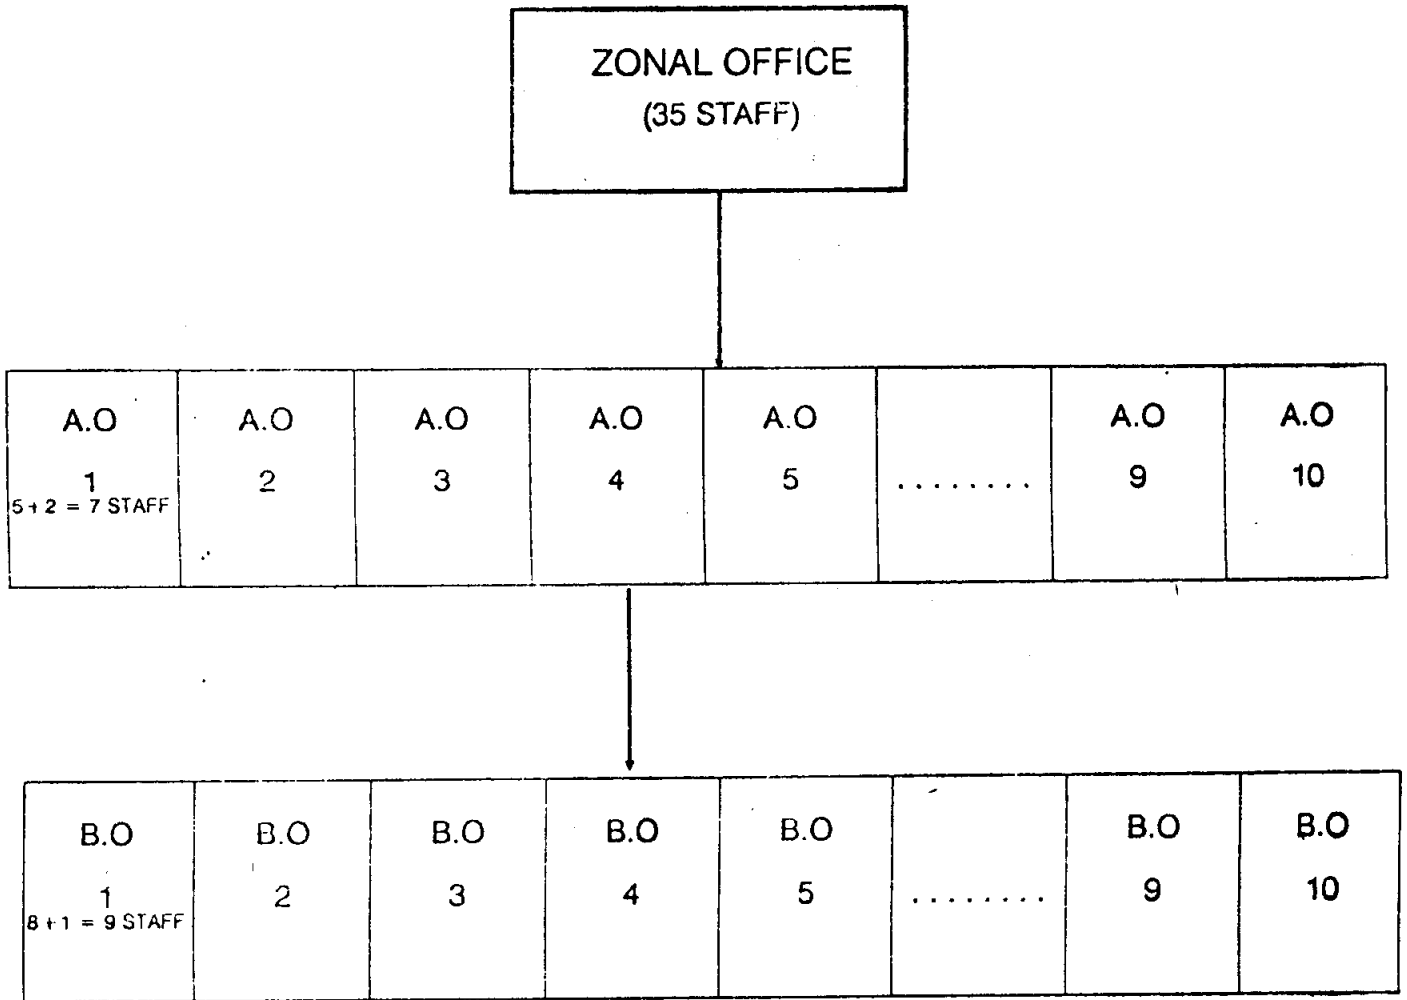 ZONAL OFFICE
(35 STAFF)
A.O A.O A.O A.O A.O A.O A.O
1 2 3 4 5 ........ 9 10
5 + 2 = 7 STAFF
B.O B.O B.O B.O B.O B.O B.O
1 2 3 4 5 ........ 9 10
8 + 1 = 9 STAFF